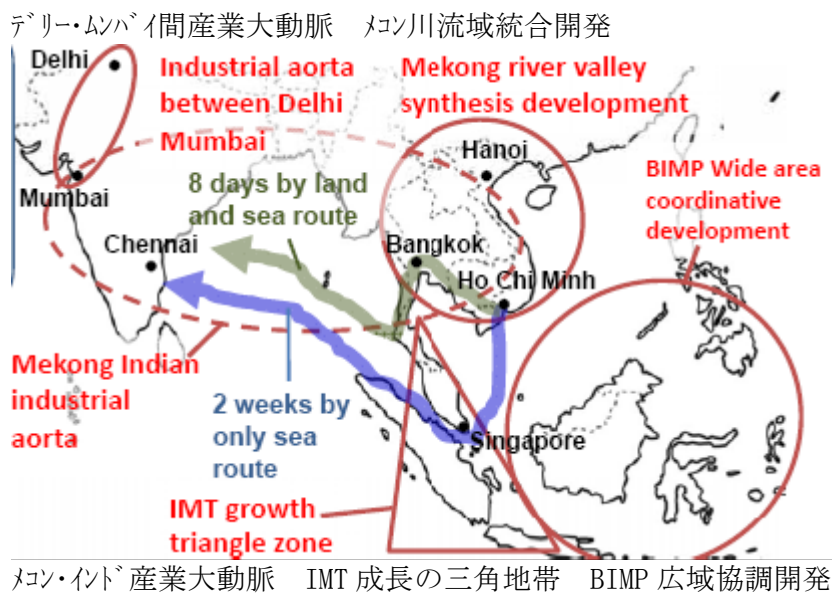 ﾃﾞﾘｰ・ﾑﾝﾊﾞｲ間産業大動脈　ﾒｺﾝ川流域統合開発
Delhi
Industrial aorta
between Delhi
Mumbai
Mekong river valley
synthesis development
Hanoi
BIMP Wide area
coordinative
development
Mumbai
8 days by land
and sea route
Chennai
Bangkok
Ho Chi Minh
Mekong Indian
industrial
aorta
2 weeks by
only sea
route
Singapore
IMT growth
triangle zone
ﾒｺﾝ・ｲﾝﾄﾞ産業大動脈　IMT 成長の三角地帯　BIMP 広域協調開発